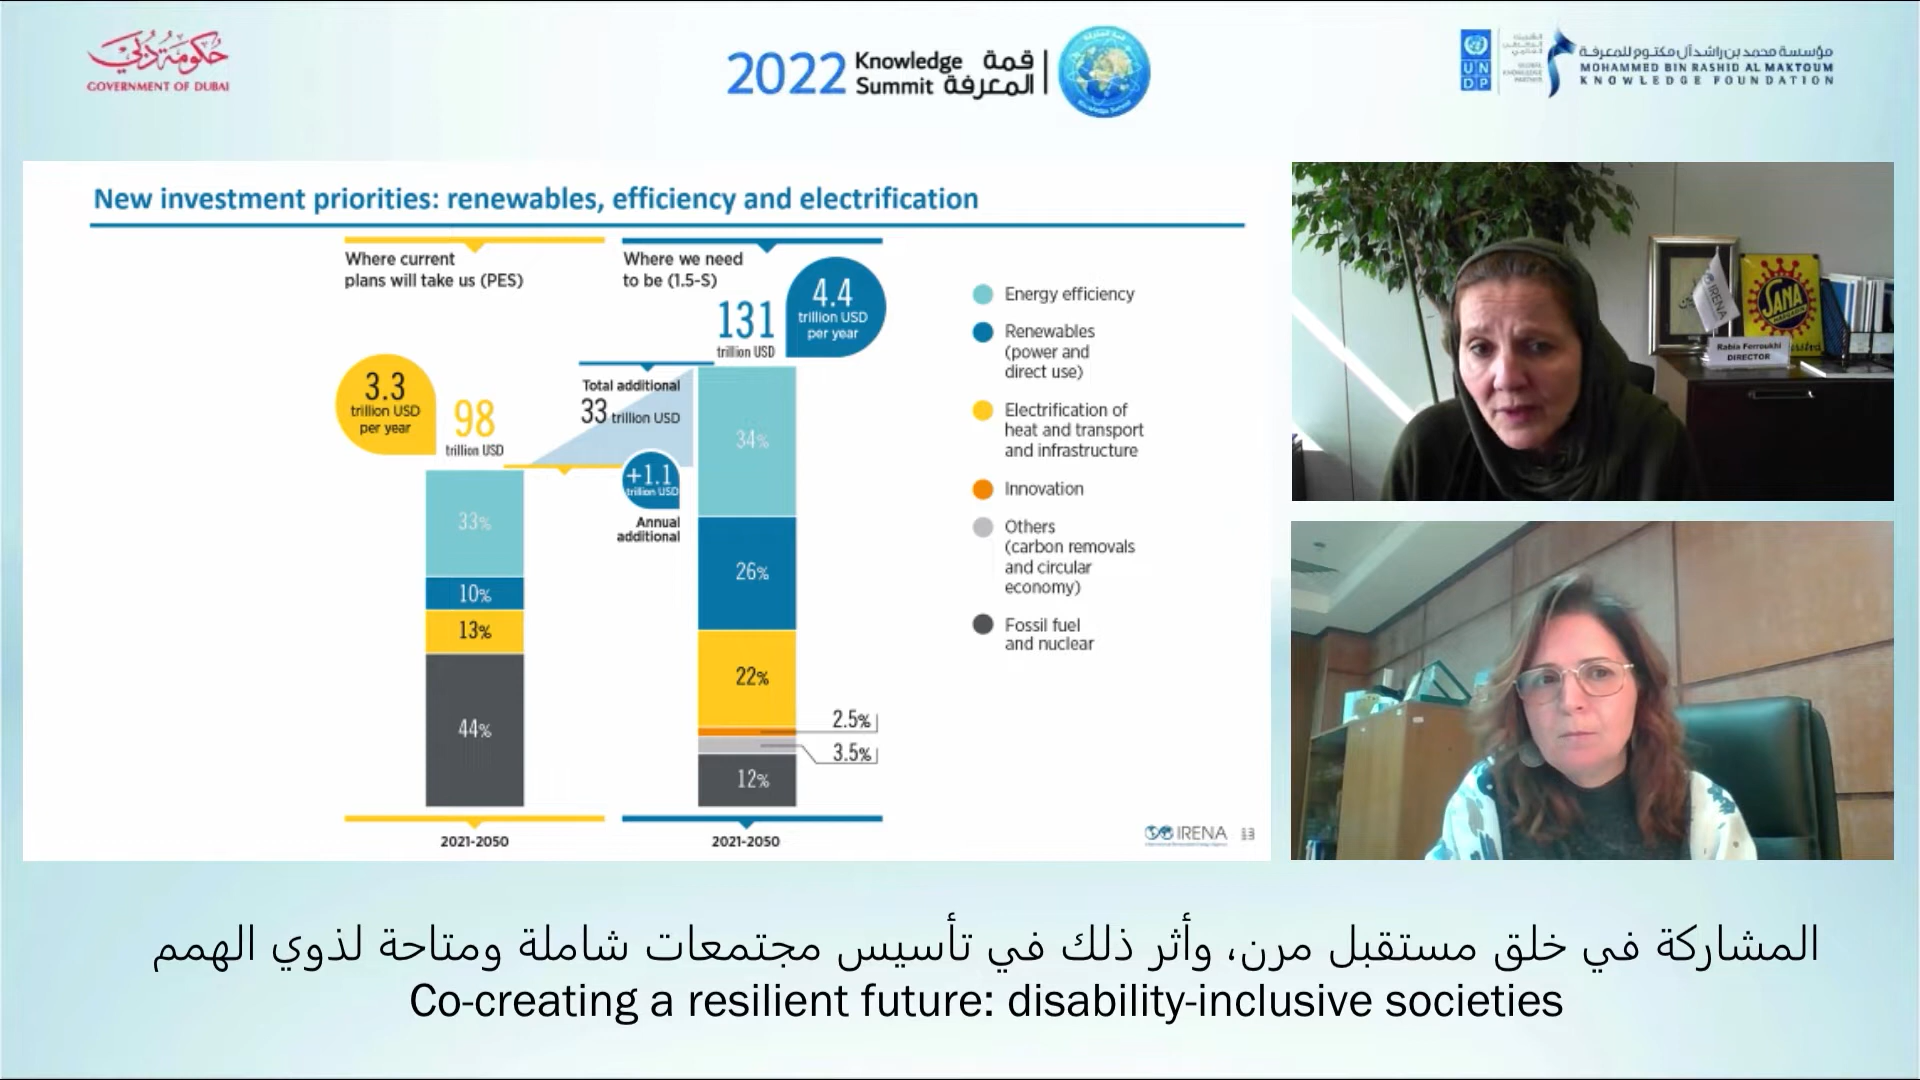 حكومة دبي
GOVERNMENT OF DUBAI
2022
Knowledge
Summit
قمة
المعرفة
UN
DP
مؤسسة محمد بن راشد آل مكتوم للمعرفة
MOHAMMED BIN RASHID AL MAKTOUM
KNOWLEDGE FOUNDATION
New investment priorities: renewables, efficiency and electrification
Where current
plans will take us (PES)
3.3
trillion USD
per year
98
trillion USD
33%
10%
13%
44%
2021-2050
Where we need
to be (1.5-S)
131
trillion USD
4.4
trillion USD
per year
Total additional
33 trillion USD
+1.1
trillion USD
Annual
additional
34%
26%
22%
2.5%
3.5%
12%
2021-2050
Energy efficiency
Renewables
(power and
direct use)
Electrification of
heat and transport
and infrastructure
Innovation
Others
(carbon removals
and circular
economy)
Fossil fuel
and nuclear
IRENA
13
IRENA
Rabia Ferroukhi
DIRECTOR
SANA
المشاركة في خلق مستقبل مرن، وأثر ذلك في تأسيس مجتمعات شاملة ومتاحة لذوي الهمم
Co-creating a resilient future: disability-inclusive societies